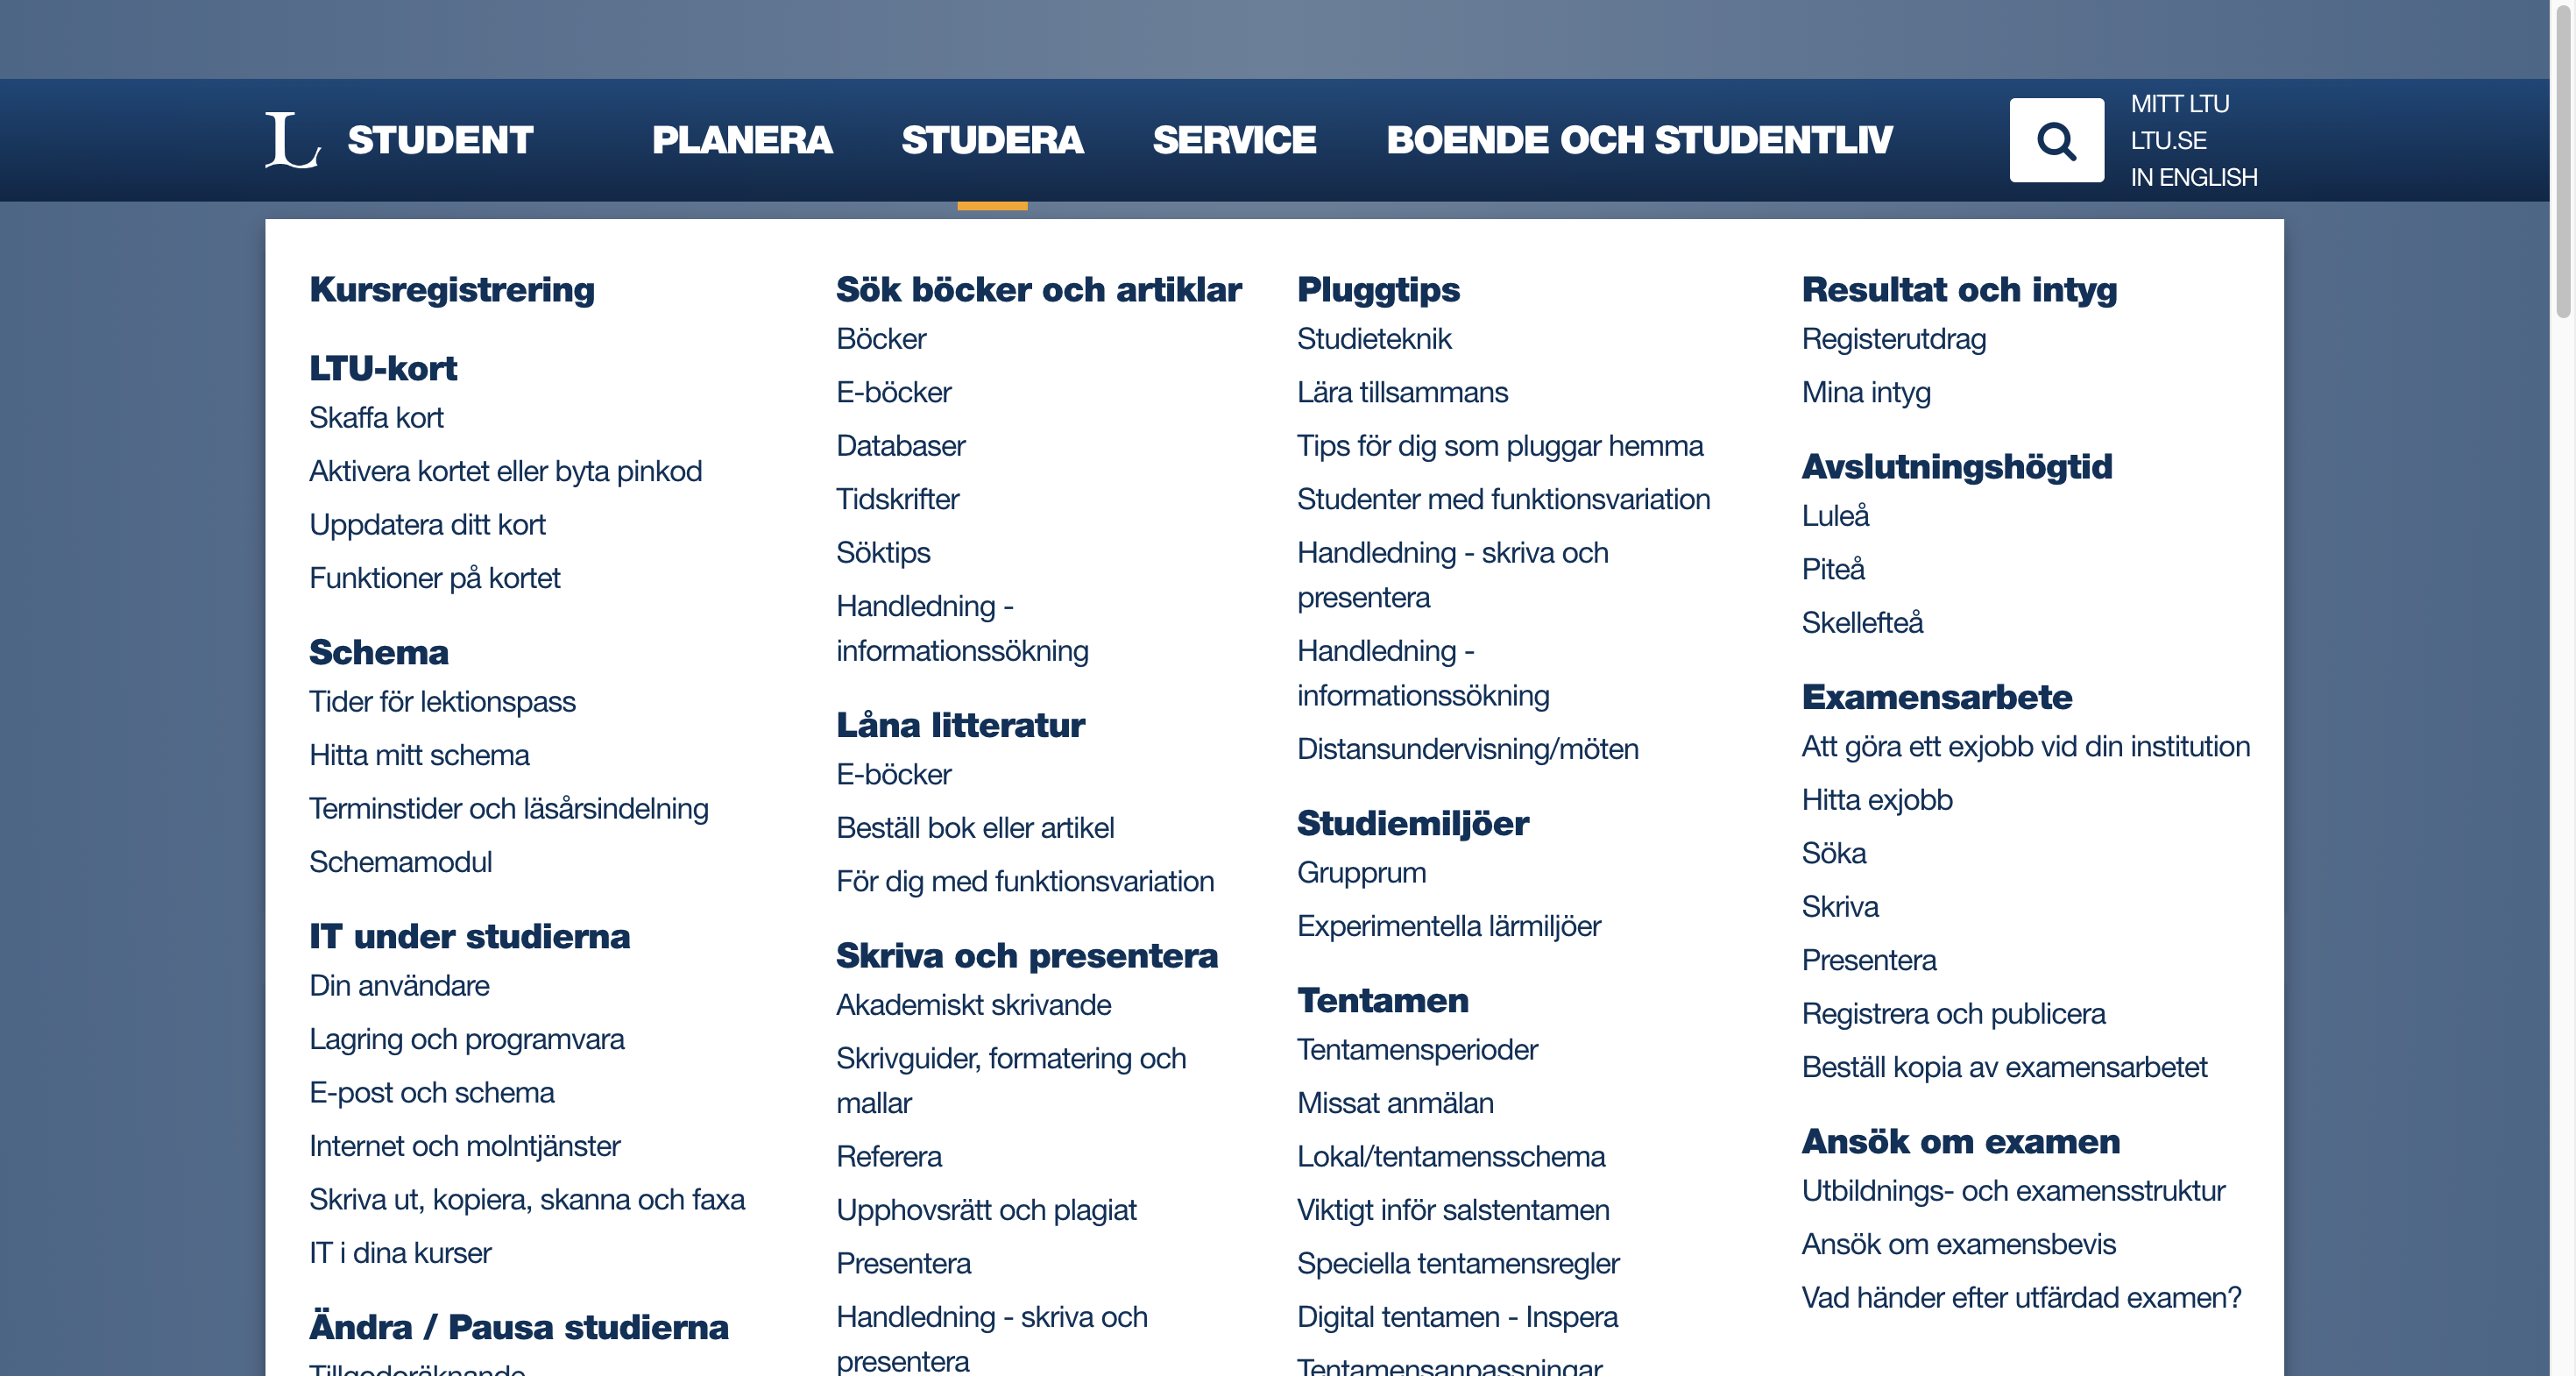 L STUDENT PLANERA STUDERA SERVICE BOENDE OCH STUDENTLIV
MITT LTU
LTU.SE
IN ENGLISH
Kursregistrering
LTU-kort
Skaffa kort
Aktivera kortet eller byta pinkod
Uppdatera ditt kort
Funktioner på kortet
Schema
Tider för lektionspass
Hitta mitt schema
Terminstider och läsårsindelning
Schemamodul
IT under studierna
Din användare
Lagring och programvara
E-post och schema
Internet och molntjänster
Skriva ut, kopiera, skanna och faxa
IT i dina kurser
Ändra / Pausa studierna
Tillgodoräknande
Sök böcker och artiklar
Böcker
E-böcker
Databaser
Tidskrifter
Söktips
Handledning -
informationssökning
Låna litteratur
E-böcker
Beställ bok eller artikel
För dig med funktionsvariation
Skriva och presentera
Akademiskt skrivande
Skrivguider, formatering och
mallar
Referera
Upphovsrätt och plagiat
Presentera
Handledning - skriva och
presentera
Pluggtips
Studieteknik
Lära tillsammans
Tips för dig som pluggar hemma
Studenter med funktionsvariation
Handledning - skriva och
presentera
Handledning -
informationssökning
Distansundervisning/möten
Studiemiljöer
Grupprum
Experimentella lärmiljöer
Tentamen
Tentamensperioder
Missat anmälan
Lokal/tentamensschema
Viktigt inför salstentamen
Speciella tentamensregler
Digital tentamen - Inspera
Tentamensanpassningar
Resultat och intyg
Registerutdrag
Mina intyg
Avslutningshögtid
Luleå
Piteå
Skellefteå
Examensarbete
Att göra ett exjobb vid din institution
Hitta exjobb
Söka
Skriva
Presentera
Registrera och publicera
Beställ kopia av examensarbetet
Ansök om examen
Utbildnings- och examensstruktur
Ansök om examensbevis
Vad händer efter utfärdad examen?